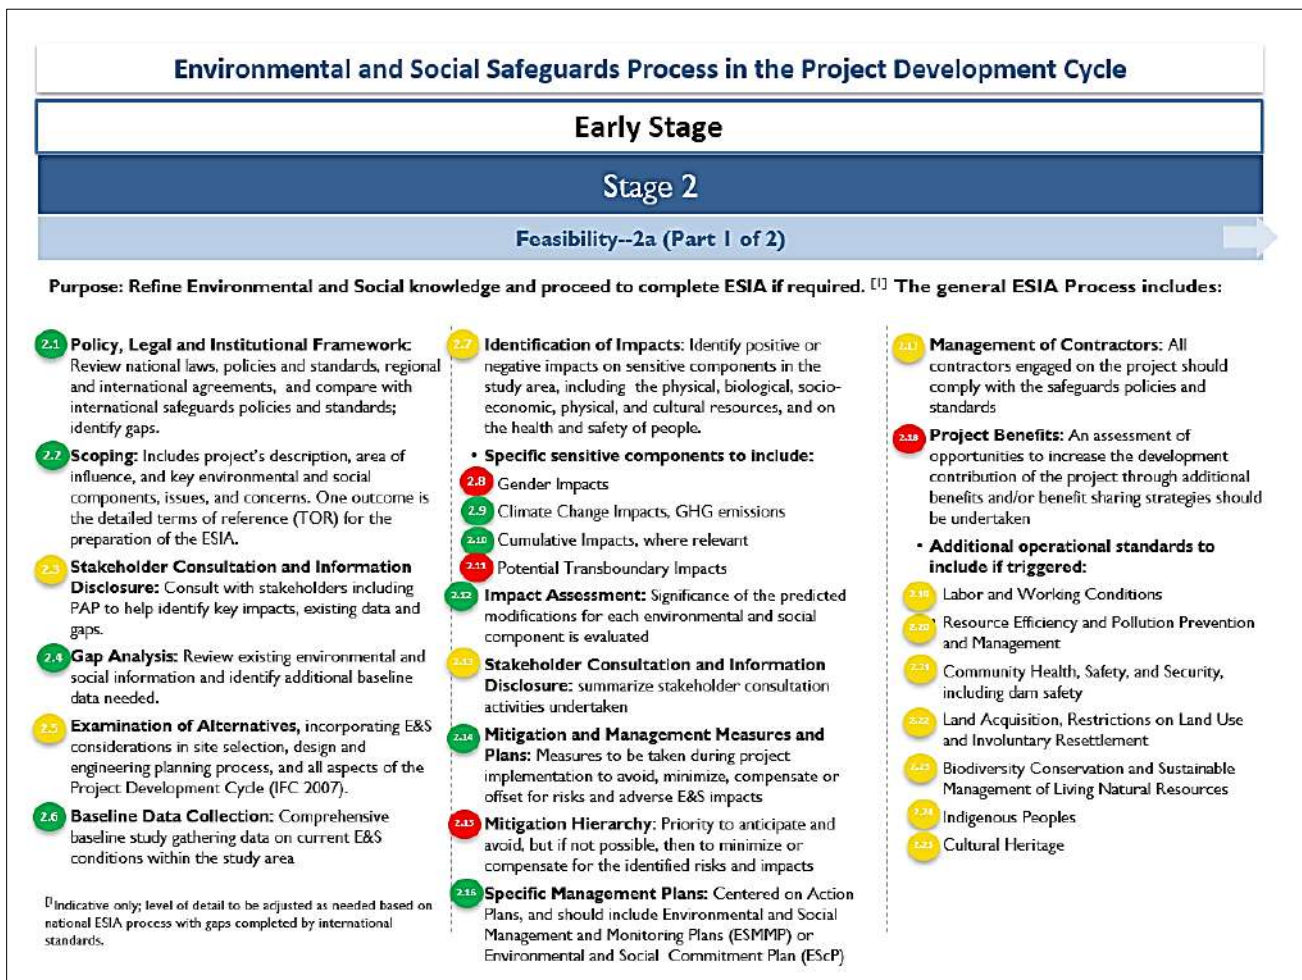 Environmental and Social Safeguards Process in the Project Development Cycle
Early Stage
Stage 2
Feasibility--2a (Part 1 of 2)
Purpose: Refine Environmental and Social knowledge and proceed to complete ESIA if required. [1] The general ESIA Process includes:
2.1 Policy, Legal and Institutional Framework:
Review national laws, policies and standards, regional
and international agreements, and compare with
international safeguards policies and standards;
identify gaps.
2.2 Scoping: Includes project's description, area of
influence, and key environmental and social
components, issues, and concerns. One outcome is
the detailed terms of reference (TOR) for the
preparation of the ESIA.
2.3 Stakeholder Consultation and Information
Disclosure: Consult with stakeholders including
PAP to help identify key impacts, existing data and
gaps.
2.4 Gap Analysis: Review existing environmental and
social information and identify additional baseline
data needed.
2.5 Examination of Alternatives, incorporating E&S
considerations in site selection, design and
engineering planning process, and all aspects of the
Project Development Cycle (IFC 2007).
2.6 Baseline Data Collection: Comprehensive
baseline study gathering data on current E&S
conditions within the study area
[1]Indicative only; level of detail to be adjusted as needed based on
national ESIA process with gaps completed by international
standards.
2.7 Identification of Impacts: Identify positive or
negative impacts on sensitive components in the
study area, including the physical, biological, socio-
economic, physical, and cultural resources, and on
the health and safety of people.
• Specific sensitive components to include:
2.8 Gender Impacts
2.9 Climate Change Impacts, GHG emissions
2.10 Cumulative Impacts, where relevant
2.11 Potential Transboundary Impacts
2.12 Impact Assessment: Significance of the predicted
modifications for each environmental and social
component is evaluated
2.13 Stakeholder Consultation and Information
Disclosure: summarize stakeholder consultation
activities undertaken
2.14 Mitigation and Management Measures and
Plans: Measures to be taken during project
implementation to avoid, minimize, compensate or
offset for risks and adverse E&S impacts
2.15 Mitigation Hierarchy: Priority to anticipate and
avoid, but if not possible, then to minimize or
compensate for the identified risks and impacts
2.16 Specific Management Plans: Centered on Action
Plans, and should include Environmental and Social
Management and Monitoring Plans (ESMMP) or
Environmental and Social Commitment Plan (EScP)
2.17 Management of Contractors: All
contractors engaged on the project should
comply with the safeguards policies and
standards
2.18 Project Benefits: An assessment of
opportunities to increase the development
contribution of the project through additional
benefits and/or benefit sharing strategies should
be undertaken
• Additional operational standards to
include if triggered:
2.19 Labor and Working Conditions
2.20 Resource Efficiency and Pollution Prevention
and Management
2.21 Community Health, Safety, and Security,
including dam safety
2.22 Land Acquisition, Restrictions on Land Use
and Involuntary Resettlement
2.23 Biodiversity Conservation and Sustainable
Management of Living Natural Resources
2.24 Indigenous Peoples
2.25 Cultural Heritage